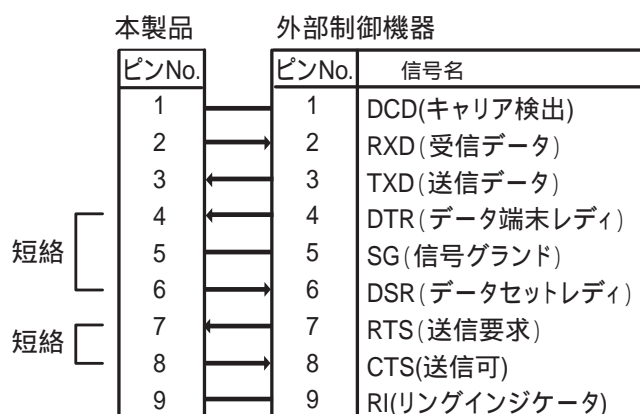 本製品 外部制御機器
ピンNo. ピンNo. 信号名
1 1 DCD(キャリア検出)
2 2 RXD(受信データ)
3 3 TXD(送信データ)
4 4 DTR(データ端末レディ)
短絡 5 5 SG(信号グランド)
6 6 DSR(データセットレディ)
7 7 RTS(送信要求)
短絡
8 8 CTS(送信可)
9 9 RI(リングインジケータ)